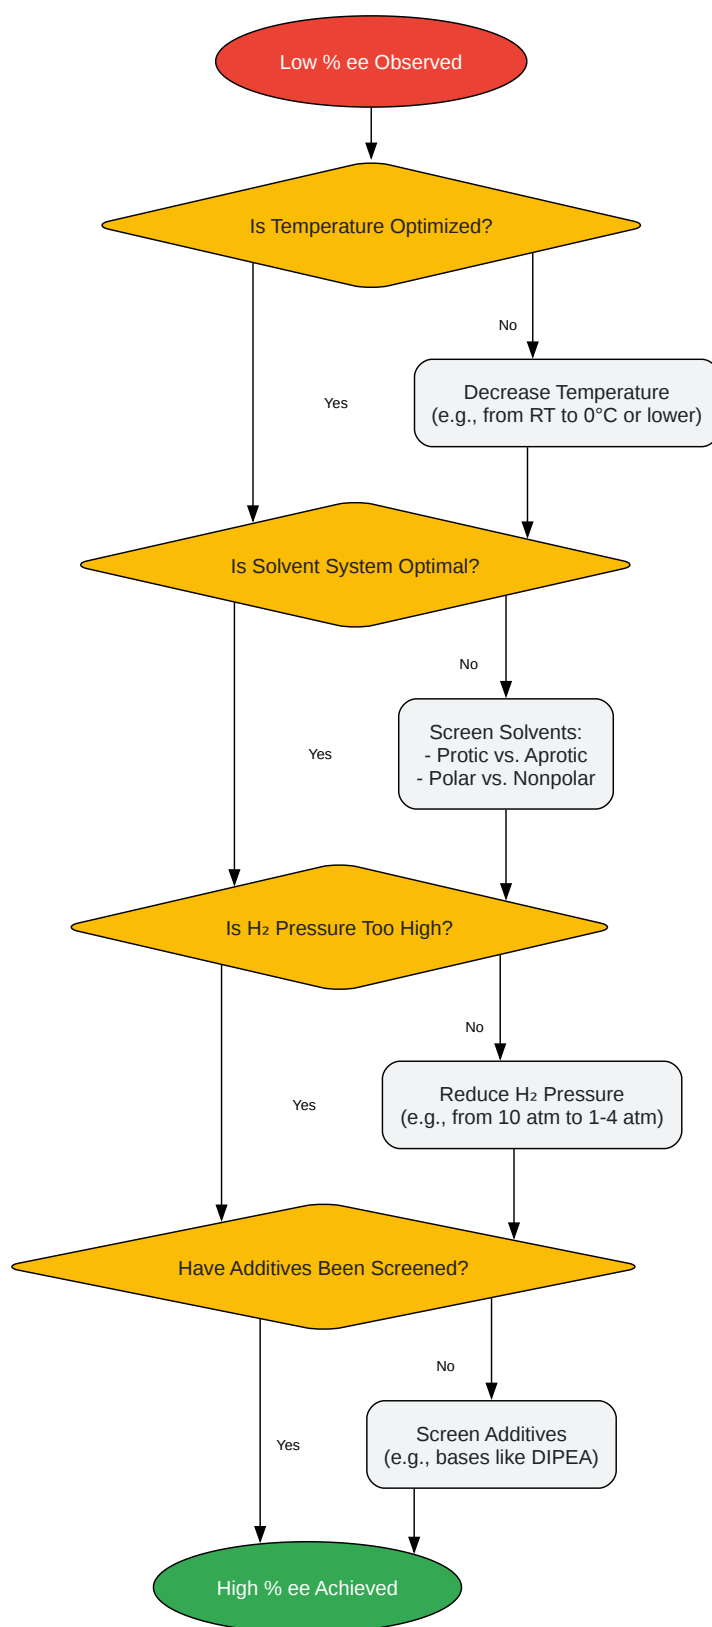 Low % ee Observed
Is Temperature Optimized?
No
Decrease Temperature
(e.g., from RT to 0°C or lower)
Yes
Is Solvent System Optimal?
No
Screen Solvents:
- Protic vs. Aprotic
- Polar vs. Nonpolar
Yes
Is H₂ Pressure Too High?
No
Reduce H₂ Pressure
(e.g., from 10 atm to 1-4 atm)
Yes
Have Additives Been Screened?
No
Screen Additives
(e.g., bases like DIPEA)
Yes
High % ee Achieved